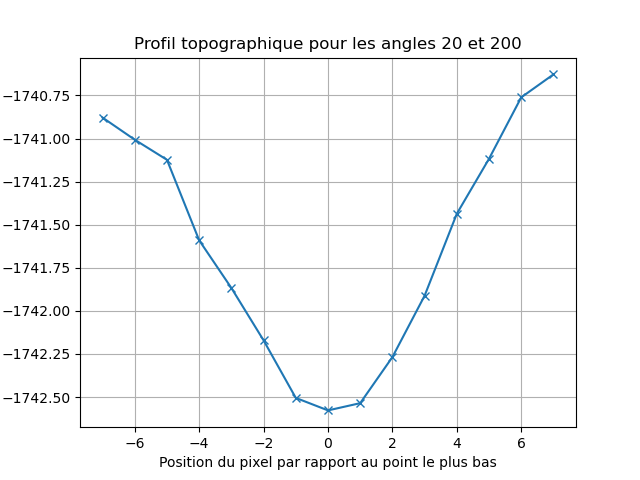 Profil topographique pour les angles 20 et 200
−1740.75
−1741.00
−1741.25
−1741.50
−1741.75
−1742.00
−1742.25
−1742.50
−6 −4 −2 0 2 4 6
Position du pixel par rapport au point le plus bas